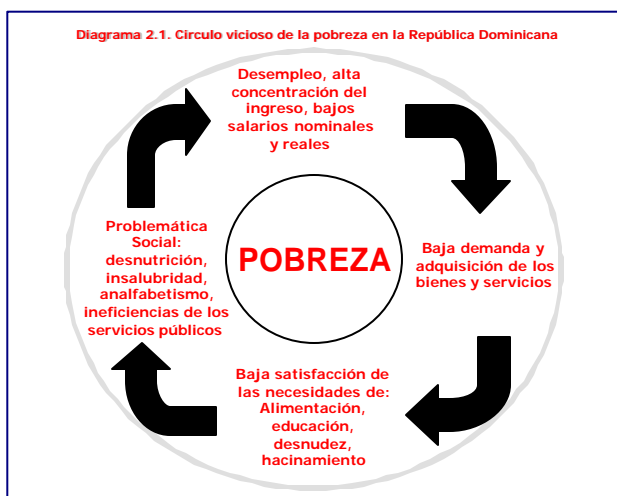 Diagrama 2.1. Circulo vicioso de la pobreza en la República Dominicana
Desempleo, alta
concentración del
ingreso, bajos
salarios nominales
y reales
Baja demanda y
adquisición de los
bienes y servicios
Baja satisfacción de
las necesidades de:
Alimentación,
educación,
desnudez,
hacinamiento
Problemática
Social:
desnutrición,
insalubridad,
analfabetismo,
ineficiencias de los
servicios públicos
POBREZA